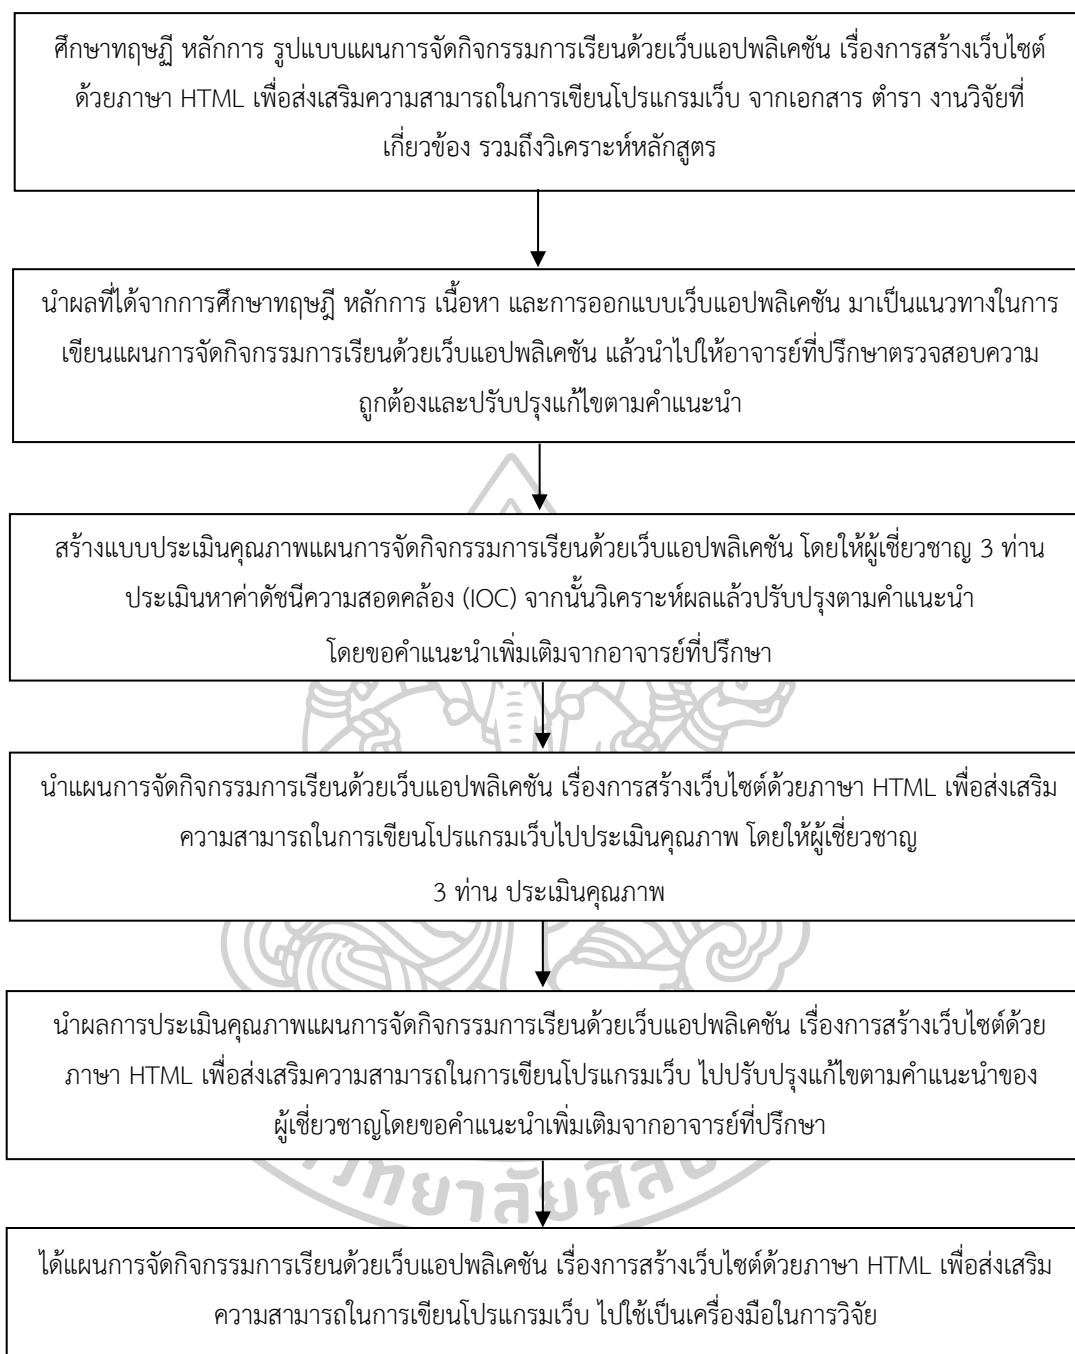 ศึกษาทฤษฏี หลักการ รูปแบบแผนการจัดกิจกรรมการเรียนด้วยเว็บแอปพลิเคชัน เรื่องการสร้างเว็บไซต์
ด้วยภาษา HTML เพื่อส่งเสริมความสามารถในการเขียนโปรแกรมเว็บ จากเอกสาร ตำรา งานวิจัยที่
เกี่ยวข้อง รวมถึงวิเคราะห์หลักสูตร
นำผลที่ได้จากการศึกษาทฤษฎี หลักการ เนื้อหา และการออกแบบเว็บแอปพลิเคชัน มาเป็นแนวทางในการ
เขียนแผนการจัดกิจกรรมการเรียนด้วยเว็บแอปพลิเคชัน แล้วนำไปให้อาจารย์ที่ปรึกษาตรวจสอบความ
ถูกต้องและปรับปรุงแก้ไขตามคำแนะนำ
สร้างแบบประเมินคุณภาพแผนการจัดกิจกรรมการเรียนด้วยเว็บแอปพลิเคชัน โดยให้ผู้เชี่ยวชาญ 3 ท่าน
ประเมินหาค่าดัชนีความสอดคล้อง (IOC) จากนั้นวิเคราะห์ผลแล้วปรับปรุงตามคำแนะนำ
โดยขอคำแนะนำเพิ่มเติมจากอาจารย์ที่ปรึกษา
นำแผนการจัดกิจกรรมการเรียนด้วยเว็บแอปพลิเคชัน เรื่องการสร้างเว็บไซต์ด้วยภาษา HTML เพื่อส่งเสริม
ความสามารถในการเขียนโปรแกรมเว็บไปประเมินคุณภาพ โดยให้ผู้เชี่ยวชาญ
3 ท่าน ประเมินคุณภาพ
นำผลการประเมินคุณภาพแผนการจัดกิจกรรมการเรียนด้วยเว็บแอปพลิเคชัน เรื่องการสร้างเว็บไซต์ด้วย
ภาษา HTML เพื่อส่งเสริมความสามารถในการเขียนโปรแกรมเว็บ ไปปรับปรุงแก้ไขตามคำแนะนำของ
ผู้เชี่ยวชาญโดยขอคำแนะนำเพิ่มเติมจากอาจารย์ที่ปรึกษา
ได้แผนการจัดกิจกรรมการเรียนด้วยเว็บแอปพลิเคชัน เรื่องการสร้างเว็บไซต์ด้วยภาษา HTML เพื่อส่งเสริม
ความสามารถในการเขียนโปรแกรมเว็บ ไปใช้เป็นเครื่องมือในการวิจัย